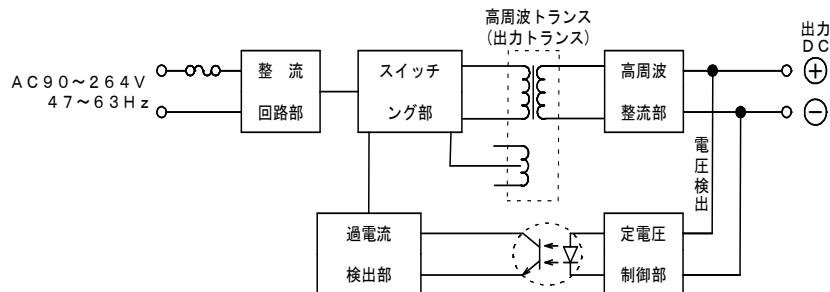 高周波トランス
(出力トランス)
出力
DC
AC90～264V
47～63Hz
整 流
回路部
スイッチ
ング部
高周波
整流部
＋
－
電圧検出
過電流
検出部
定電圧
制御部